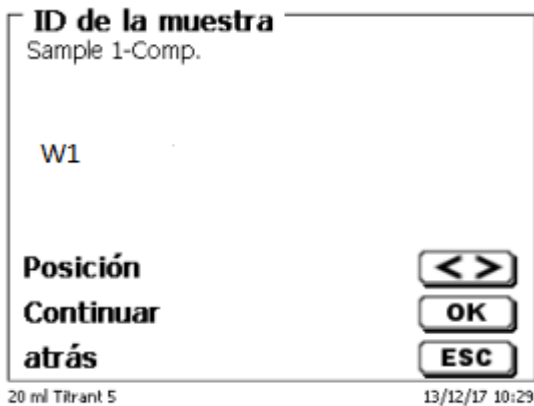 ID de la muestra
Sample 1-Comp.
W1
Posición < >
Continuar OK
atrás ESC
20 ml Titrant 5 13/12/17 10:29